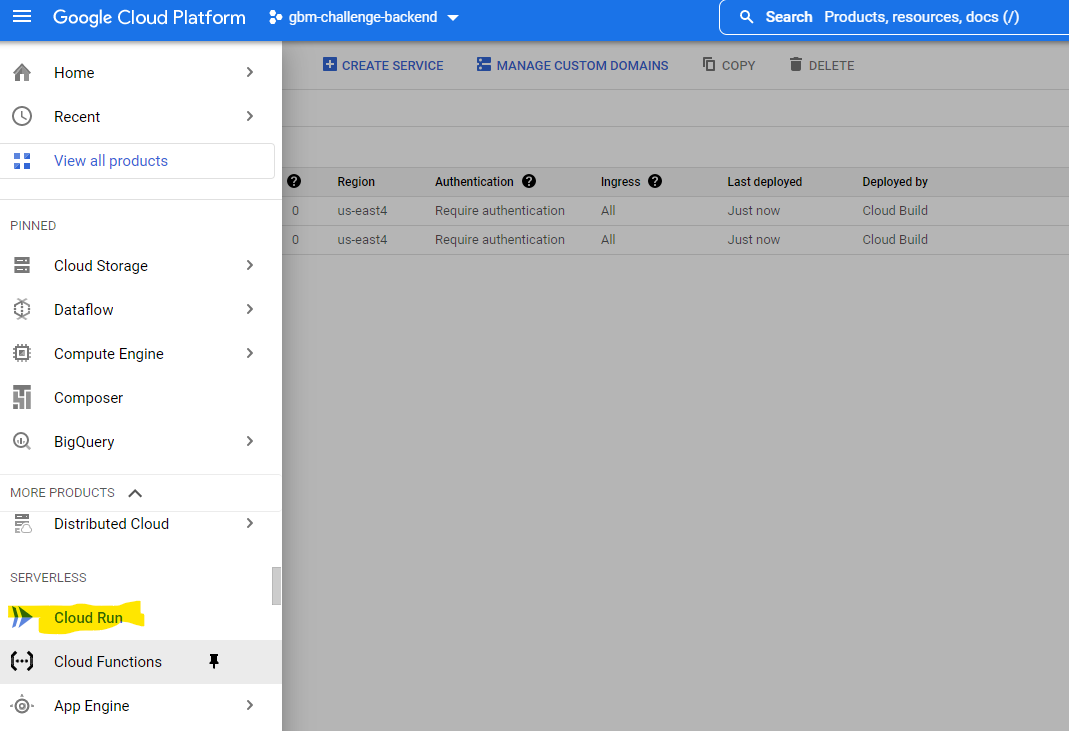 Google Cloud Platform gbm-challenge-backend Search Products, resources, docs (/)
CREATE SERVICE MANAGE CUSTOM DOMAINS COPY DELETE
Home
Recent
View all products
PINNED
Cloud Storage
Dataflow
Compute Engine
Composer
BigQuery
MORE PRODUCTS
Distributed Cloud
SERVERLESS
Cloud Run
Cloud Functions
App Engine
Region Authentication Ingress Last deployed Deployed by
0 us-east4 Require authentication All Just now Cloud Build
0 us-east4 Require authentication All Just now Cloud Build